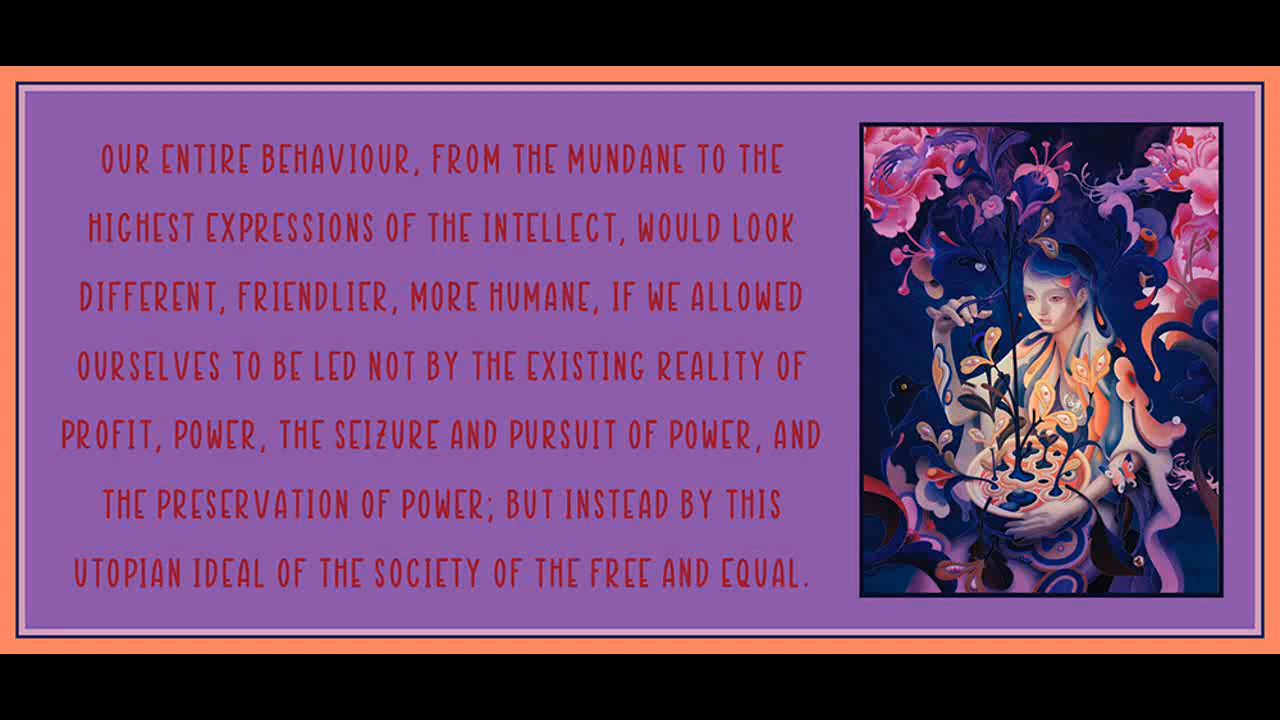 OUR ENTIRE BEHAVIOUR, FROM THE MUNDANE TO THE
HIGHEST EXPRESSIONS OF THE INTELLECT, WOULD LOOK
DIFFERENT, FRIENDLIER, MORE HUMANE, IF WE ALLOWED
OURSELVES TO BE LED NOT BY THE EXISTING REALITY OF
PROFIT, POWER, THE SEIZURE AND PURSUIT OF POWER, AND
THE PRESERVATION OF POWER; BUT INSTEAD BY THIS
UTOPIAN IDEAL OF THE SOCIETY OF THE FREE AND EQUAL.